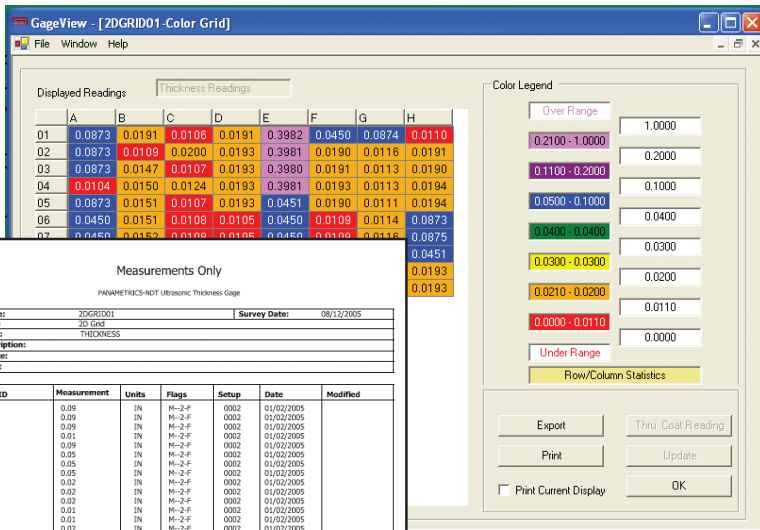 GageView - [2DGRID01-Color Grid]
File Window Help
Displayed Readings Thickness Readings
A B C D E F G H
01 0.0873 0.0191 0.0106 0.0191 0.3982 0.0450 0.0874 0.0110
02 0.0873 0.0109 0.0200 0.0193 0.3981 0.0190 0.0116 0.0191
03 0.0873 0.0147 0.0107 0.0193 0.3980 0.0191 0.0113 0.0190
04 0.0104 0.0150 0.0124 0.0193 0.3981 0.0193 0.0113 0.0194
05 0.0873 0.0151 0.0107 0.0193 0.0451 0.0190 0.0111 0.0194
06 0.0450 0.0151 0.0108 0.0105 0.0450 0.0109 0.0114 0.0873
07 0.0450 0.0152 0.0108 0.0105 0.0450 0.0109 0.0116 0.0875
0.0451
0.0193
0.0193
Color Legend
Over Range
1.0000
0.2100 - 1.0000
0.2000
0.1100 - 0.2000
0.1000
0.0500 - 0.1000
0.0400
0.0400 - 0.0400
0.0300
0.0300 - 0.0300
0.0200
0.0210 - 0.0200
0.0110
0.0000 - 0.0110
0.0000
Under Range
Row/Column Statistics
Export Thru Coat Reading
Print Update
Print Current Display OK
Measurements Only
PANAMETRICS-NDT Ultrasonic Thickness Gage
2DGRID01 Survey Date: 08/12/2005
2D Grid
THICKNESS
ID Measurement Units Flags Setup Date Modified
0.09 IN M--2-F 0002 01/02/2005
0.09 IN M--2-F 0002 01/02/2005
0.09 IN M--2-F 0002 01/02/2005
0.01 IN M--2-F 0002 01/02/2005
0.09 IN M--2-F 0002 01/02/2005
0.05 IN M--2-F 0002 01/02/2005
0.05 IN M--2-F 0002 01/02/2005
0.05 IN M--2-F 0002 01/02/2005
0.02 IN M--2-F 0002 01/02/2005
0.02 IN M--2-F 0002 01/02/2005
0.02 IN M--2-F 0002 01/02/2005
0.01 IN M--2-F 0002 01/02/2005
0.01 IN M--2-F 0002 01/02/2005
0.02 IN M--2-F 0002 01/02/2005